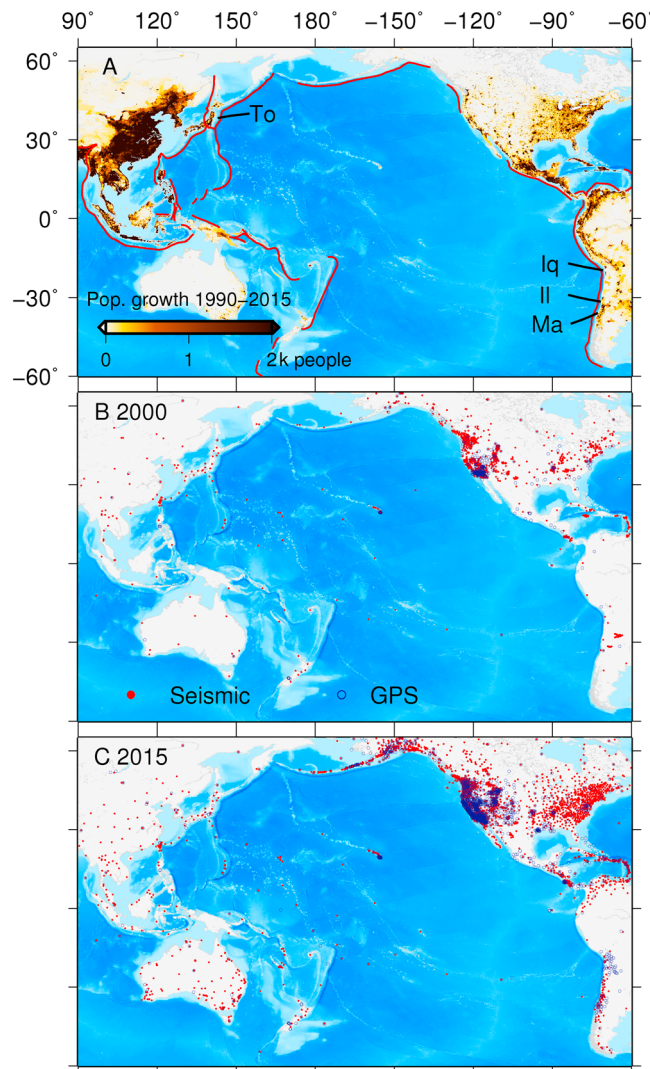 90° 120° 150° 180° −150° −120° −90° −60°
60°
A
To
30°
0°
Iq
−30°
Pop. growth 1990−2015
Il
Ma
0 1 2k people
−60°
B 2000
Seismic GPS
C 2015